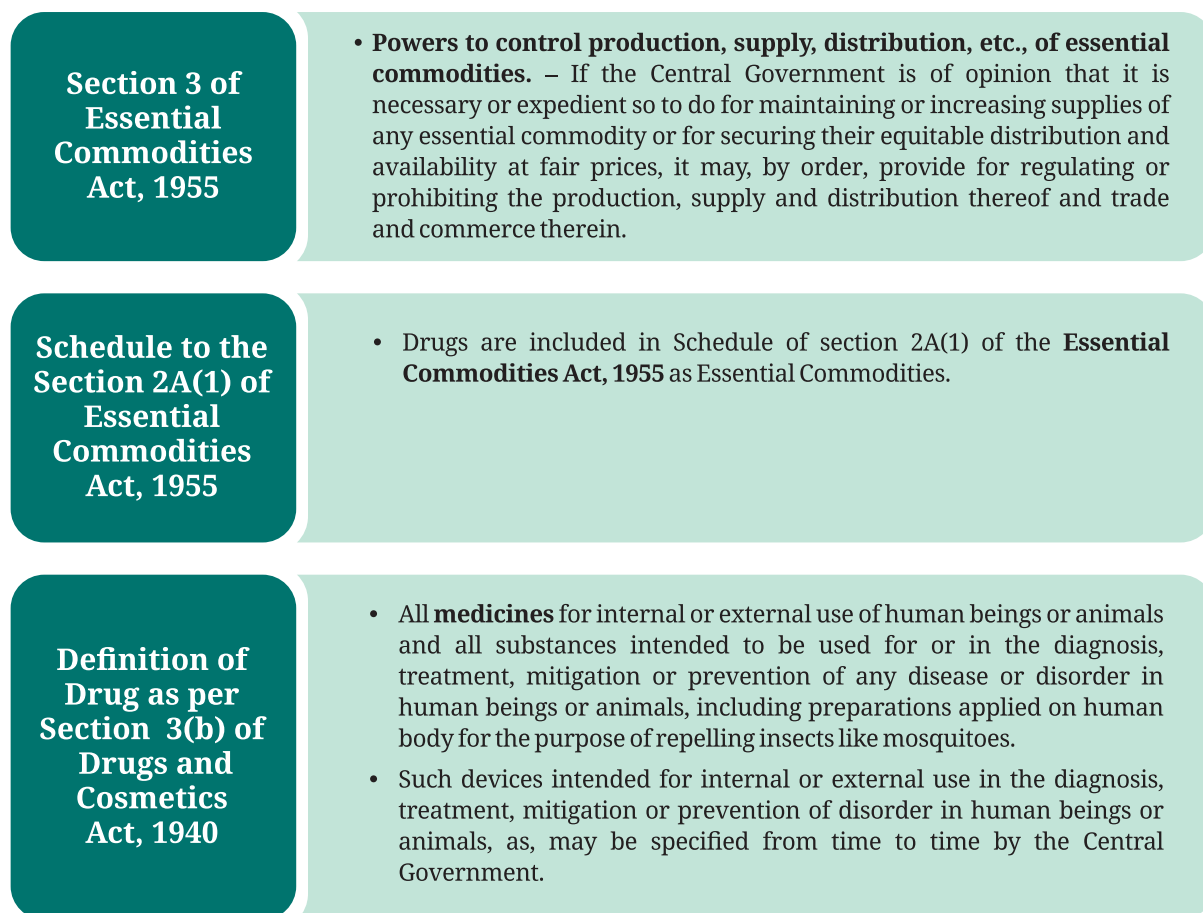 Section 3 of
Essential
Commodities
Act, 1955
• Powers to control production, supply, distribution, etc., of essential
commodities. – If the Central Government is of opinion that it is
necessary or expedient so to do for maintaining or increasing supplies of
any essential commodity or for securing their equitable distribution and
availability at fair prices, it may, by order, provide for regulating or
prohibiting the production, supply and distribution thereof and trade
and commerce therein.
Schedule to the
Section 2A(1) of
Essential
Commodities
Act, 1955
• Drugs are included in Schedule of section 2A(1) of the Essential
Commodities Act, 1955 as Essential Commodities.
Definition of
Drug as per
Section 3(b) of
Drugs and
Cosmetics
Act, 1940
• All medicines for internal or external use of human beings or animals
and all substances intended to be used for or in the diagnosis,
treatment, mitigation or prevention of any disease or disorder in
human beings or animals, including preparations applied on human
body for the purpose of repelling insects like mosquitoes.
• Such devices intended for internal or external use in the diagnosis,
treatment, mitigation or prevention of disorder in human beings or
animals, as, may be specified from time to time by the Central
Government.